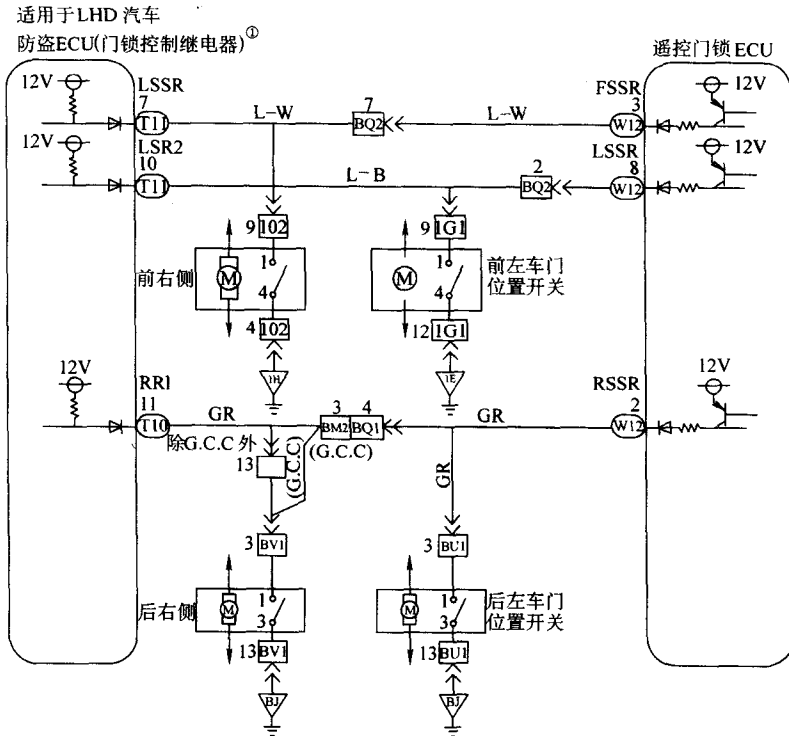 适用于LHD 汽车
防盗ECU(门锁控制继电器)①
遥控门锁ECU
12V LSSR
7
T11
L-W
7
BQ2
L-W
FSSR
3
W12
12V
12V LSR2
10
T11
L-B
2
BQ2
LSSR
8
W12
12V
9 102
9 1G1
前右侧
M
1
4
M
1
4
前左车门
位置开关
4 102
12 1G1
1H
1E
12V
RR1
11
T10
GR
3
BM2
4
BQ1
GR
RSSR
2
W12
12V
除G.C.C 外
(G.C.C)
13
(G.C.C)
GR
3 BV1
3 BU1
后右侧
M
1
3
M
1
3
后左车门
位置开关
13 BV1
13 BU1
BJ
BJ